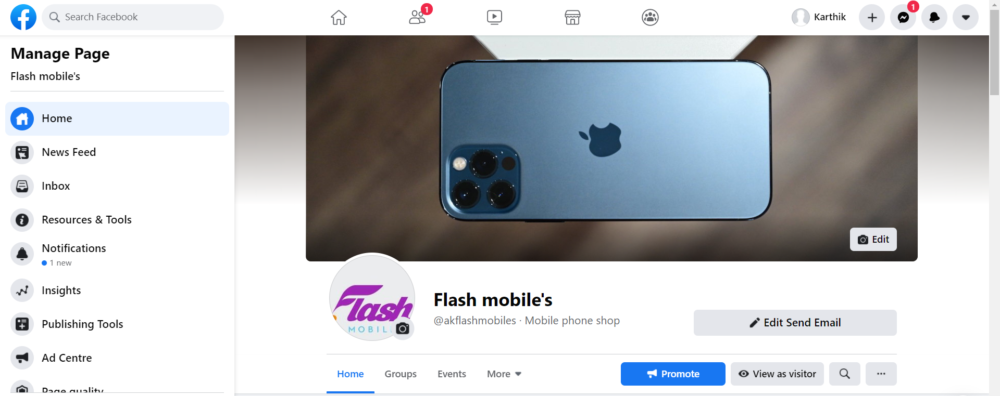 Search Facebook
1
Karthik
1
Manage Page
Flash mobile's
Home
News Feed
Inbox
Resources & Tools
Notifications
1 new
Insights
Publishing Tools
Ad Centre
Page quality
Edit
Flash
MOBIL
Flash mobile's
@akflashmobiles · Mobile phone shop
Edit Send Email
Home
Groups
Events
More
Promote
View as visitor